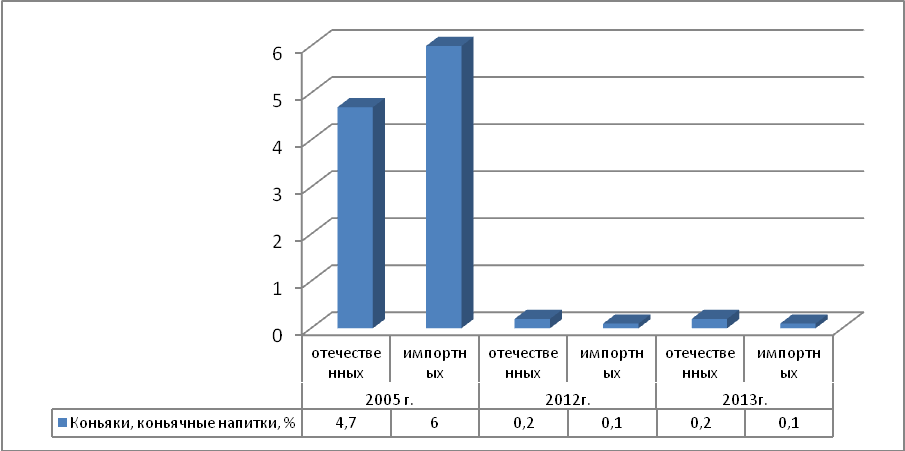 6
5
4
3
2
1
0
отечестве
нных
импортн
ых
отечестве
нных
импортн
ых
отечестве
нных
импортн
ых
2005 г.
2012г.
2013г.
Коньяки, коньячные напитки, %
4,7
6
0,2
0,1
0,2
0,1